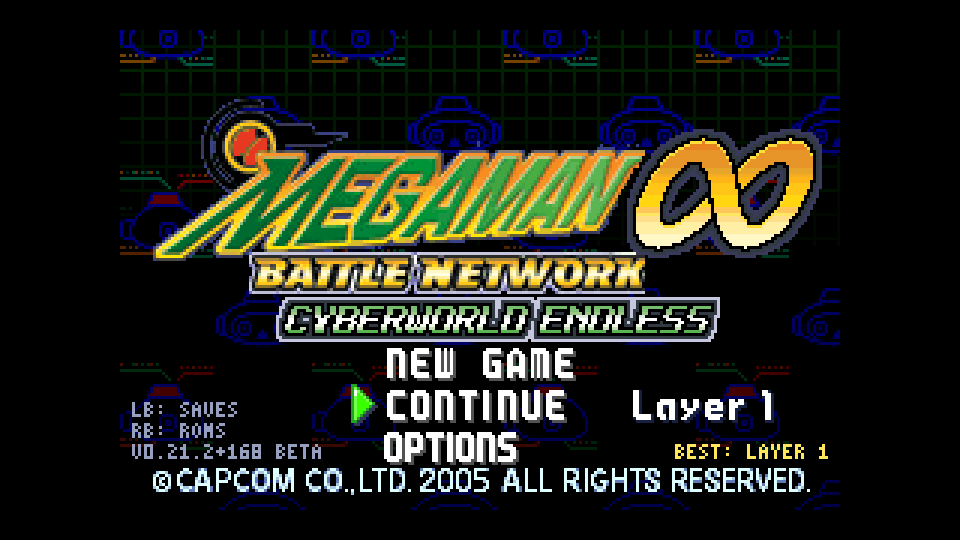 MEGAMAN ∞
BATTLE NETWORK
CYBERWORLD ENDLESS
NEW GAME
CONTINUE Layer 1
OPTIONS
LB: SAVES
RB: ROMS
V0.21.2+168 BETA
BEST: LAYER 1
©CAPCOM CO.,LTD. 2005 ALL RIGHTS RESERVED.